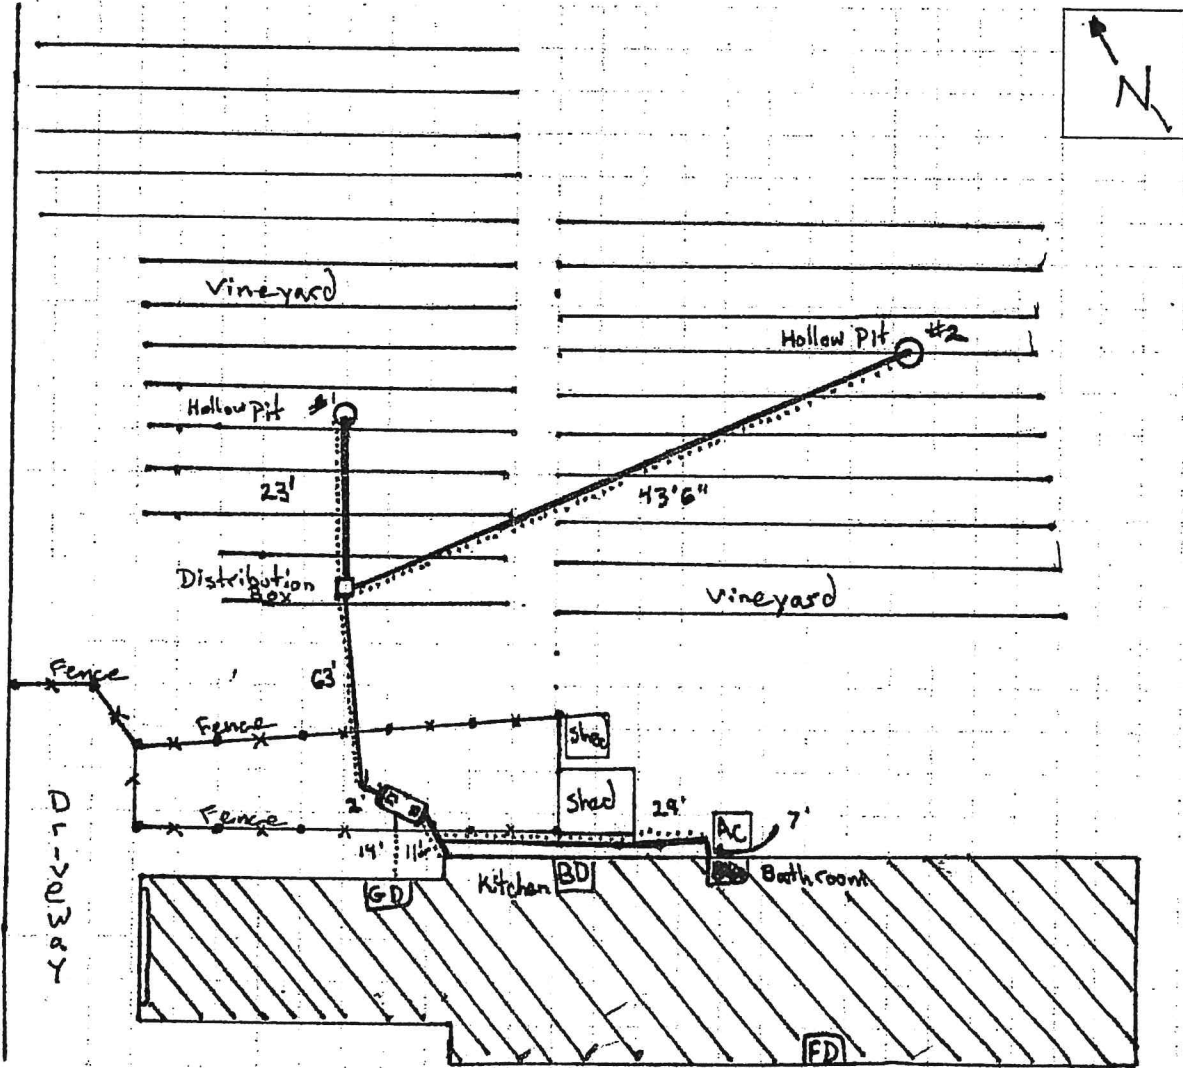 N
Vineyard
Hollow Pit #2
Hollow Pit
23'
43'6"
Distribution
Box
Vineyard
63'
Fence
Fence
Shed
Shed
2'
Fence
29'
AC
7'
14'
Kitchen
BD
Bathroom
GD
Driveway
FD